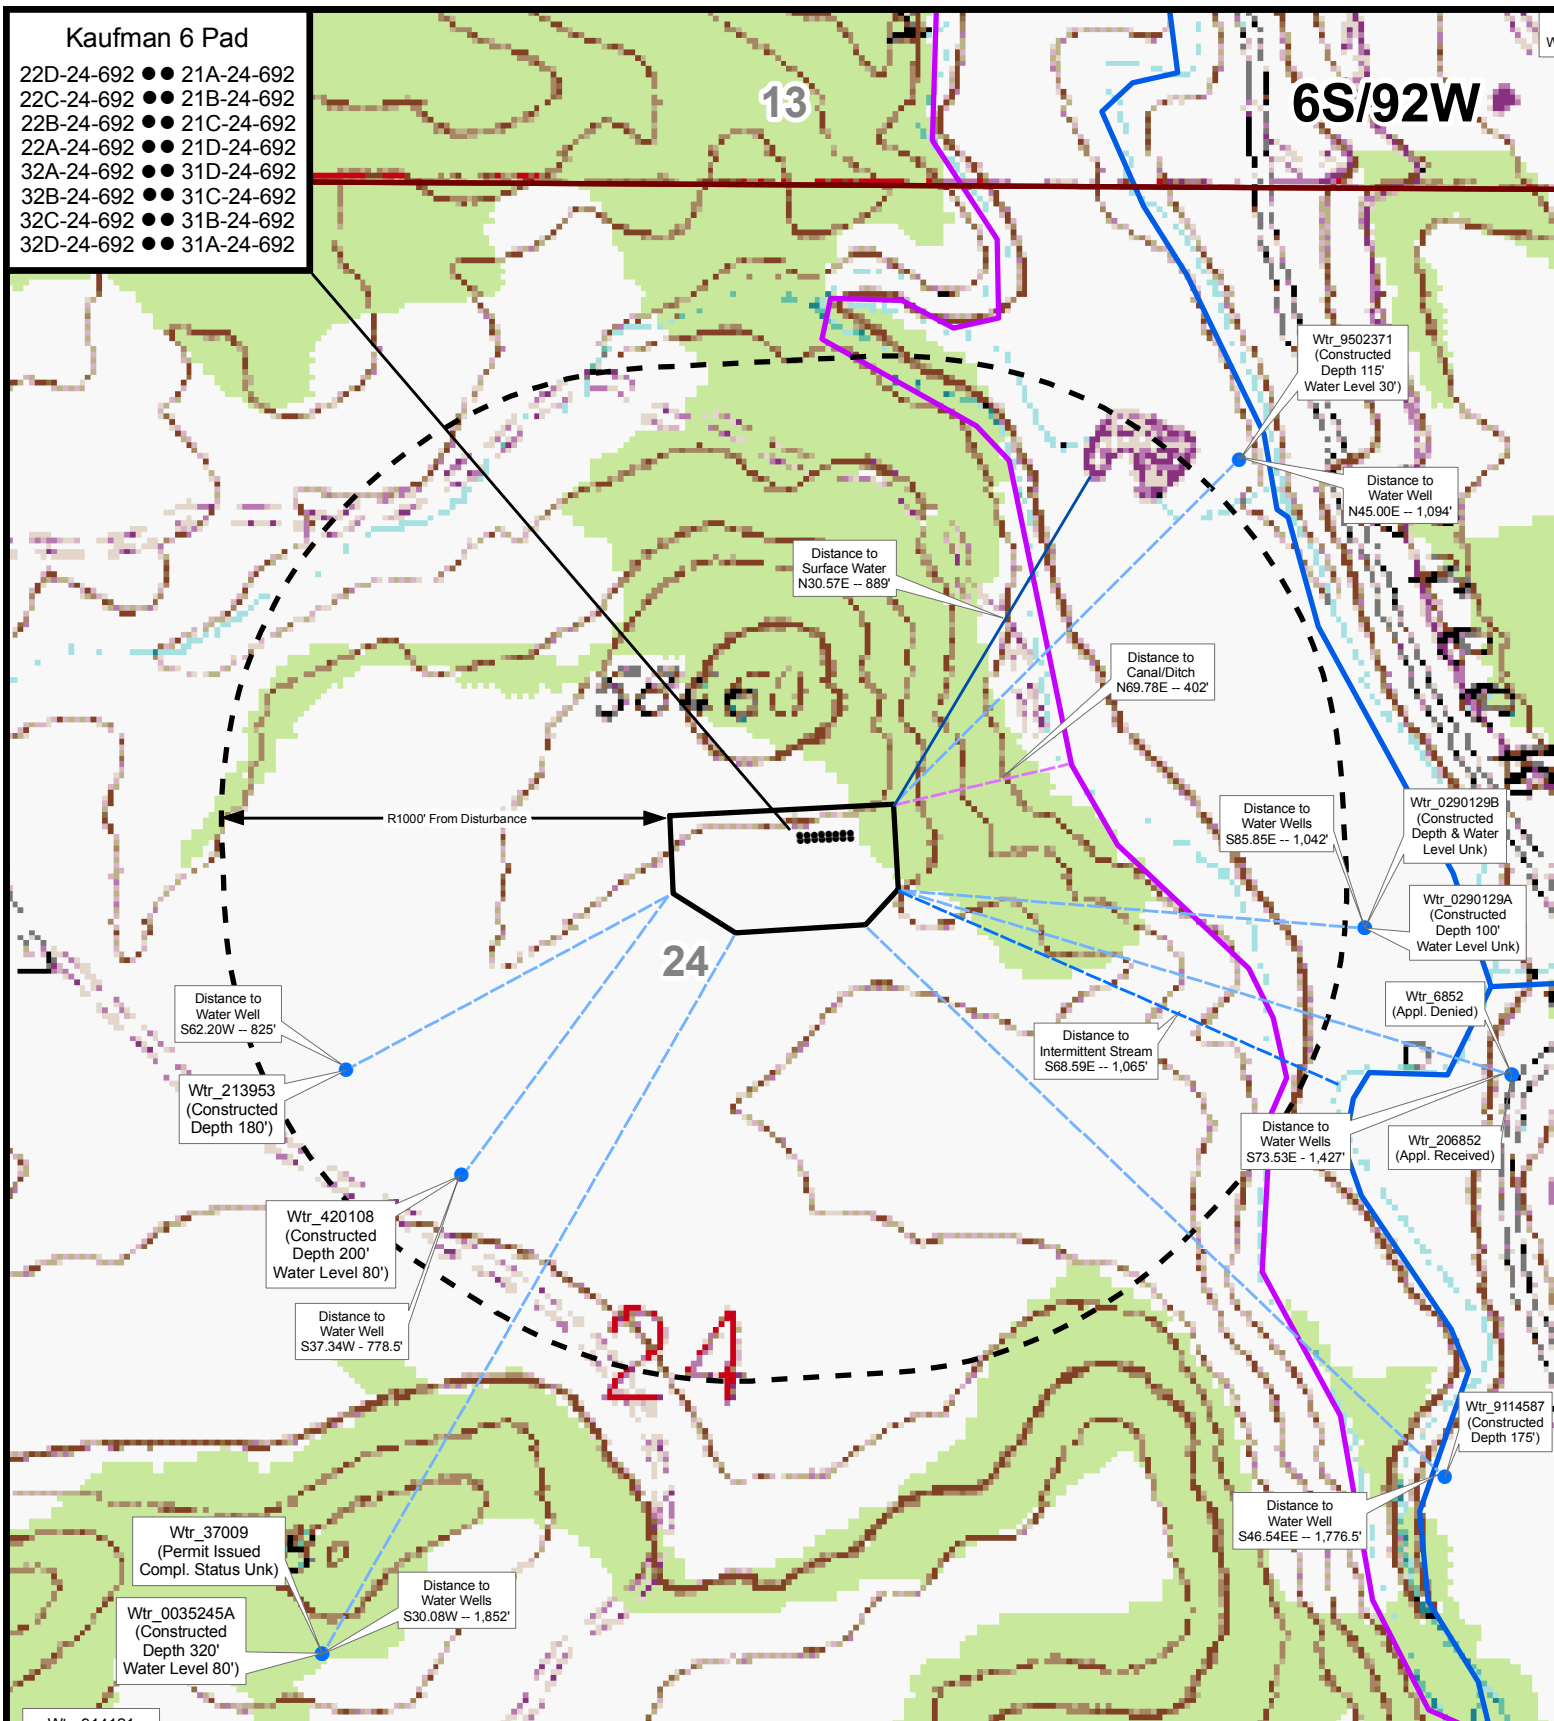 Kaufman 6 Pad
22D-24-692 ●● 21A-24-692
22C-24-692 ●● 21B-24-692
22B-24-692 ●● 21C-24-692
22A-24-692 ●● 21D-24-692
32A-24-692 ●● 31D-24-692
32B-24-692 ●● 31C-24-692
32C-24-692 ●● 31B-24-692
32D-24-692 ●● 31A-24-692
13
6S/92W
Wtr_9502371
(Constructed
Depth 115'
Water Level 30')
Distance to
Water Well
N45.00E -- 1,094'
Distance to
Surface Water
N30.57E -- 889'
Distance to
Canal/Ditch
N69.78E -- 402'
R1000' From Disturbance
Distance to
Water Wells
S85.85E -- 1,042'
Wtr_0290129B
(Constructed
Depth & Water
Level Unk)
Wtr_0290129A
(Constructed
Depth 100'
Water Level Unk)
24
Distance to
Water Well
S62.20W -- 825'
Wtr_6852
(Appl. Denied)
Distance to
Intermittent Stream
S68.59E -- 1,065'
Wtr_213953
(Constructed
Depth 180')
Distance to
Water Wells
S73.53E - 1,427'
Wtr_206852
(Appl. Received)
Wtr_420108
(Constructed
Depth 200'
Water Level 80')
Distance to
Water Well
S37.34W - 778.5'
24
Wtr_9114587
(Constructed
Depth 175')
Distance to
Water Well
S46.54EE -- 1,776.5'
Wtr_37009
(Permit Issued
Compl. Status Unk)
Distance to
Water Wells
S30.08W -- 1,852'
Wtr_0035245A
(Constructed
Depth 320'
Water Level 80')